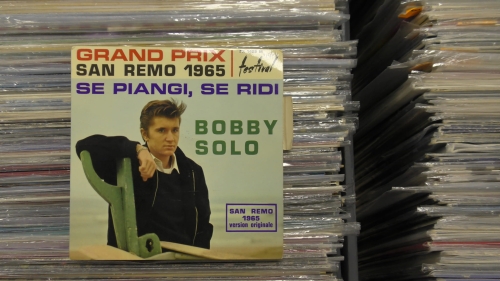 GRAND PRIX
SAN REMO 1965
festival
SE PIANGI, SE RIDI
BOBBY
SOLO
SAN REMO
1965
version originale